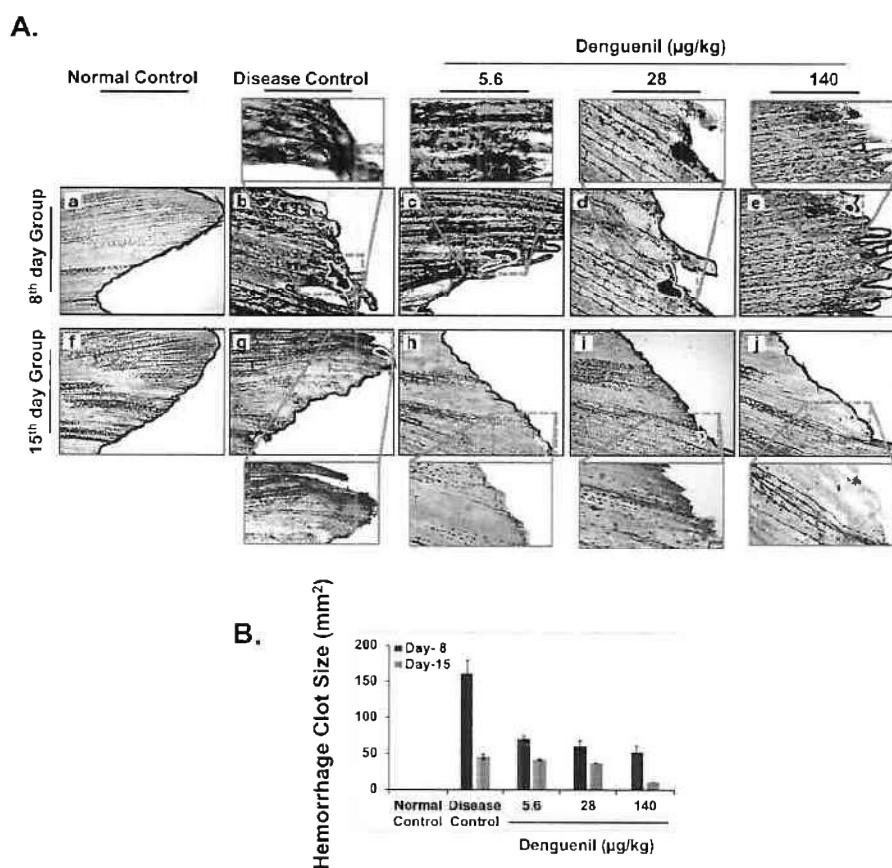 A.
Denguenil (µg/kg)
Normal Control Disease Control 5.6 28 140
8th day Group
a b c d e
15th day Group
f g h i j
B.
Hemorrhage Clot Size (mm²)
200
150
100
50
0
Day- 8
Day-15
Normal Control Disease Control 5.6 28 140
Denguenil (µg/kg)